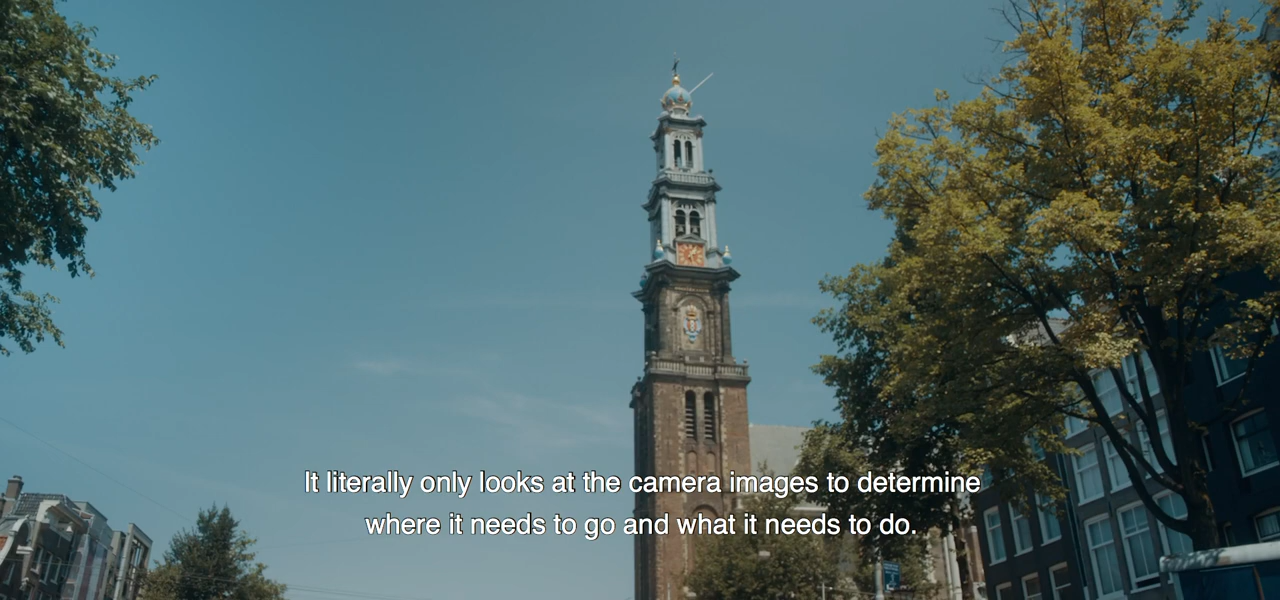 It literally only looks at the camera images to determine
where it needs to go and what it needs to do.